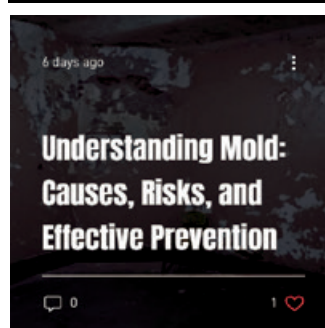 6 days ago
Understanding Mold:
Causes, Risks, and
Effective Prevention
0
1